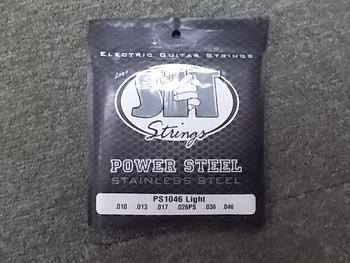 ELECTRIC GUITAR STRINGS
SIT
Strings
POWER STEEL
STAINLESS STEEL
PS1046 Light
.010 .013 .017 .026PS .036 .046